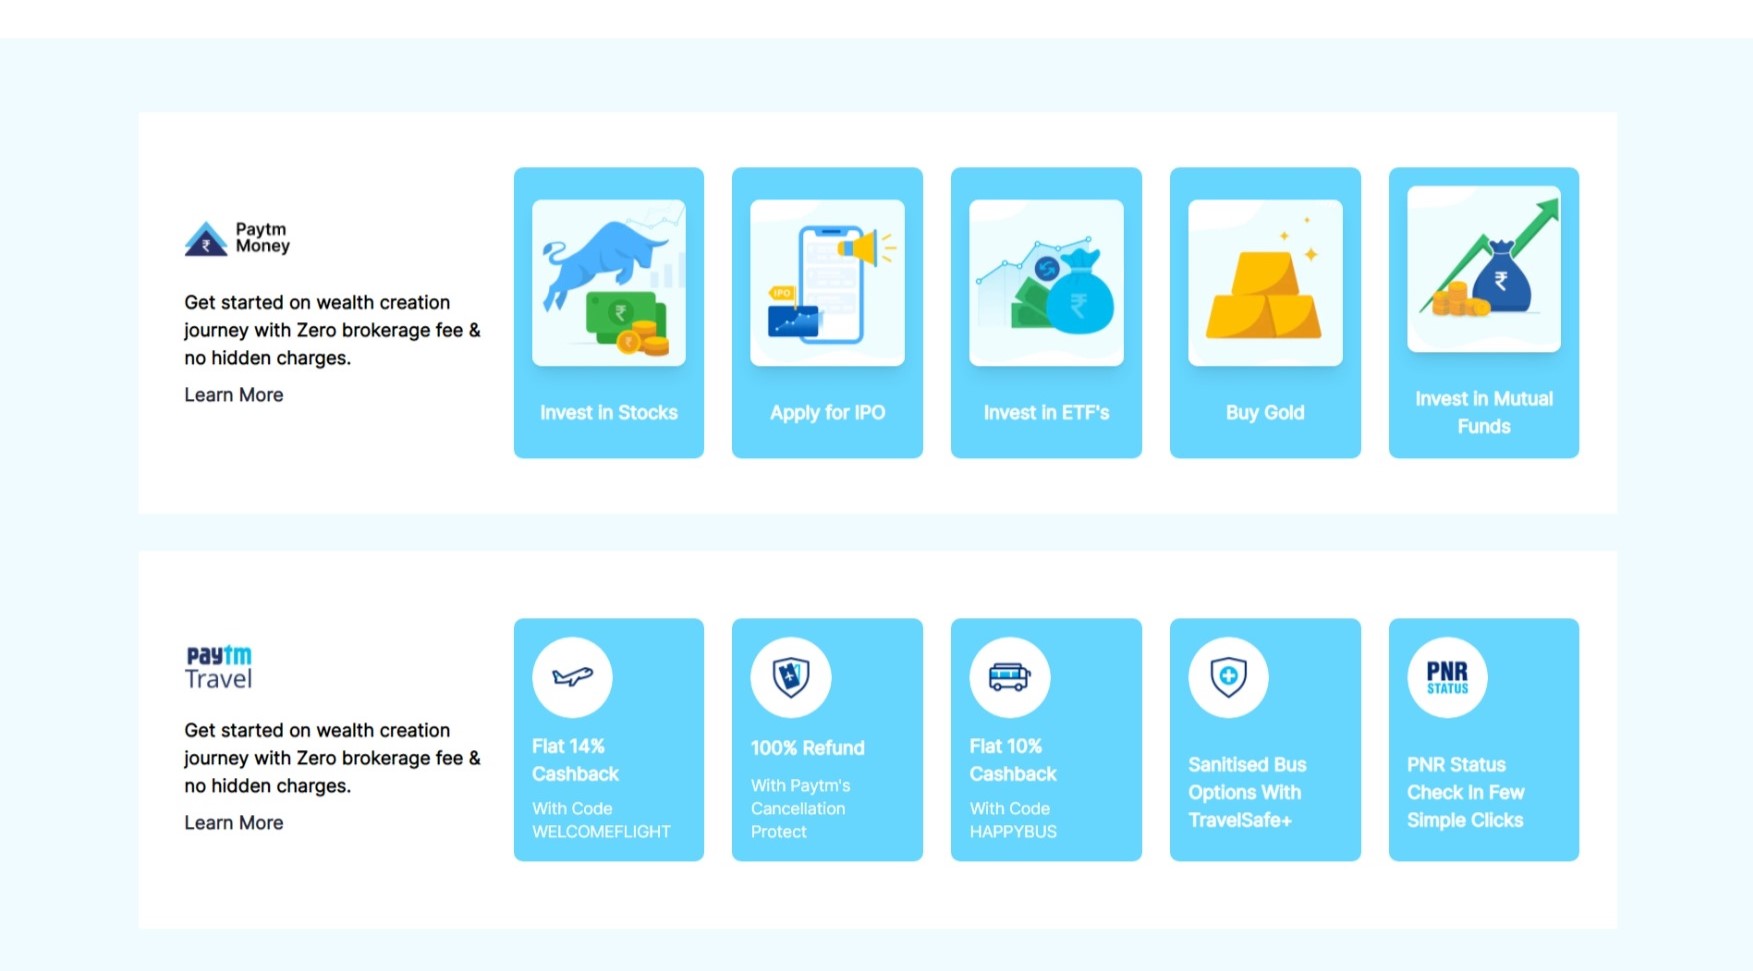 Paytm
Money
Get started on wealth creation
journey with Zero brokerage fee &
no hidden charges.
Learn More
Invest in Stocks
IPO
Apply for IPO
Invest in ETF's
Buy Gold
Invest in Mutual
Funds
paytm
Travel
Get started on wealth creation
journey with Zero brokerage fee &
no hidden charges.
Learn More
Flat 14%
Cashback
With Code
WELCOMEFLIGHT
100% Refund
With Paytm's
Cancellation
Protect
Flat 10%
Cashback
With Code
HAPPYBUS
Sanitised Bus
Options With
TravelSafe+
PNR
STATUS
PNR Status
Check In Few
Simple Clicks